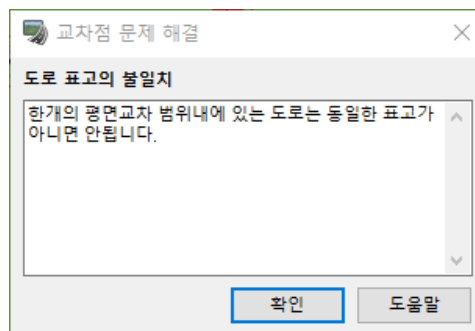 교차점 문제 해결
도로 표고의 불일치
한개의 평면교차 범위내에 있는 도로는 동일한 표고가
아니면 안됩니다.
확인
도움말